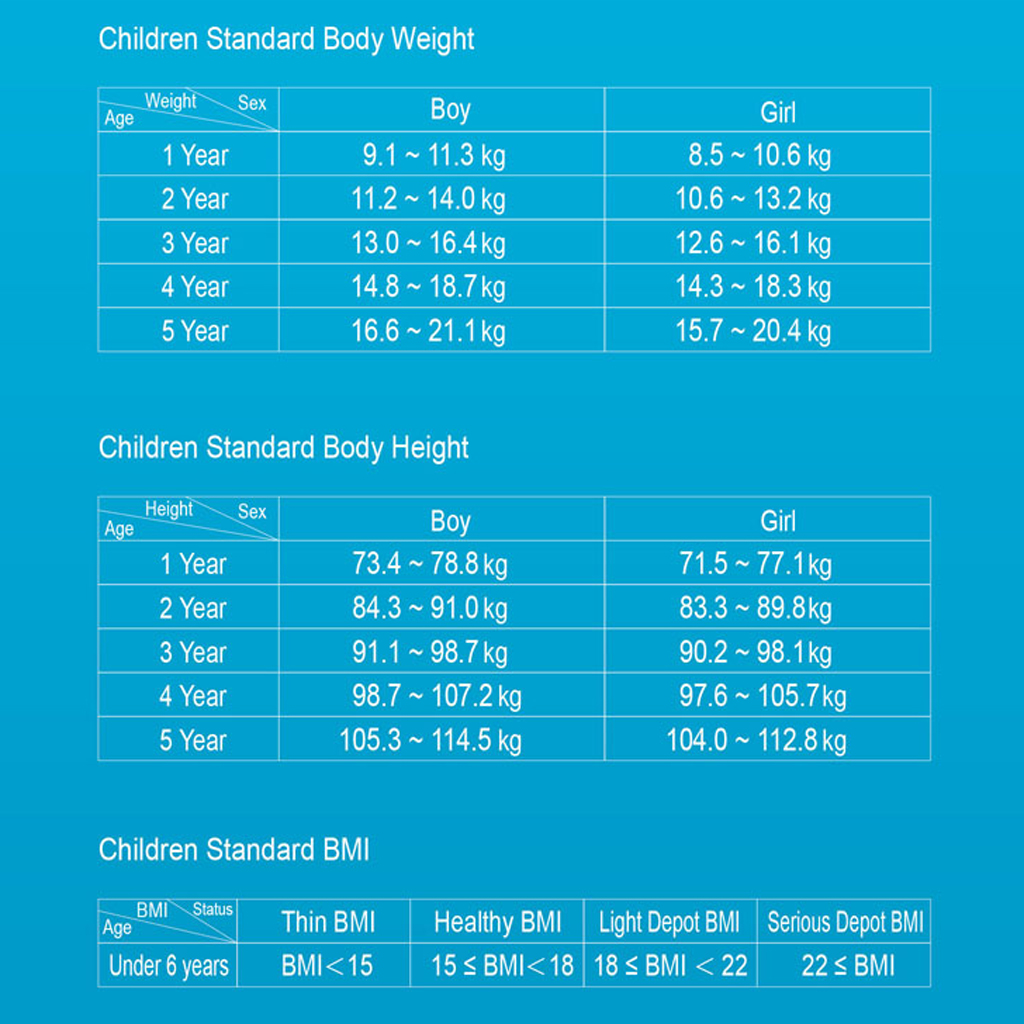 Children Standard Body Weight
Weight Sex Age Boy Girl
1 Year 9.1 ~ 11.3 kg 8.5 ~ 10.6 kg
2 Year 11.2 ~ 14.0 kg 10.6 ~ 13.2 kg
3 Year 13.0 ~ 16.4 kg 12.6 ~ 16.1 kg
4 Year 14.8 ~ 18.7 kg 14.3 ~ 18.3 kg
5 Year 16.6 ~ 21.1 kg 15.7 ~ 20.4 kg
Children Standard Body Height
Height Sex Age Boy Girl
1 Year 73.4 ~ 78.8 kg 71.5 ~ 77.1 kg
2 Year 84.3 ~ 91.0 kg 83.3 ~ 89.8 kg
3 Year 91.1 ~ 98.7 kg 90.2 ~ 98.1 kg
4 Year 98.7 ~ 107.2 kg 97.6 ~ 105.7 kg
5 Year 105.3 ~ 114.5 kg 104.0 ~ 112.8 kg
Children Standard BMI
BMI Status Age Thin BMI Healthy BMI Light Depot BMI Serious Depot BMI
Under 6 years BMI＜15 15 ≤ BMI＜18 18 ≤ BMI ＜22 22 ≤ BMI